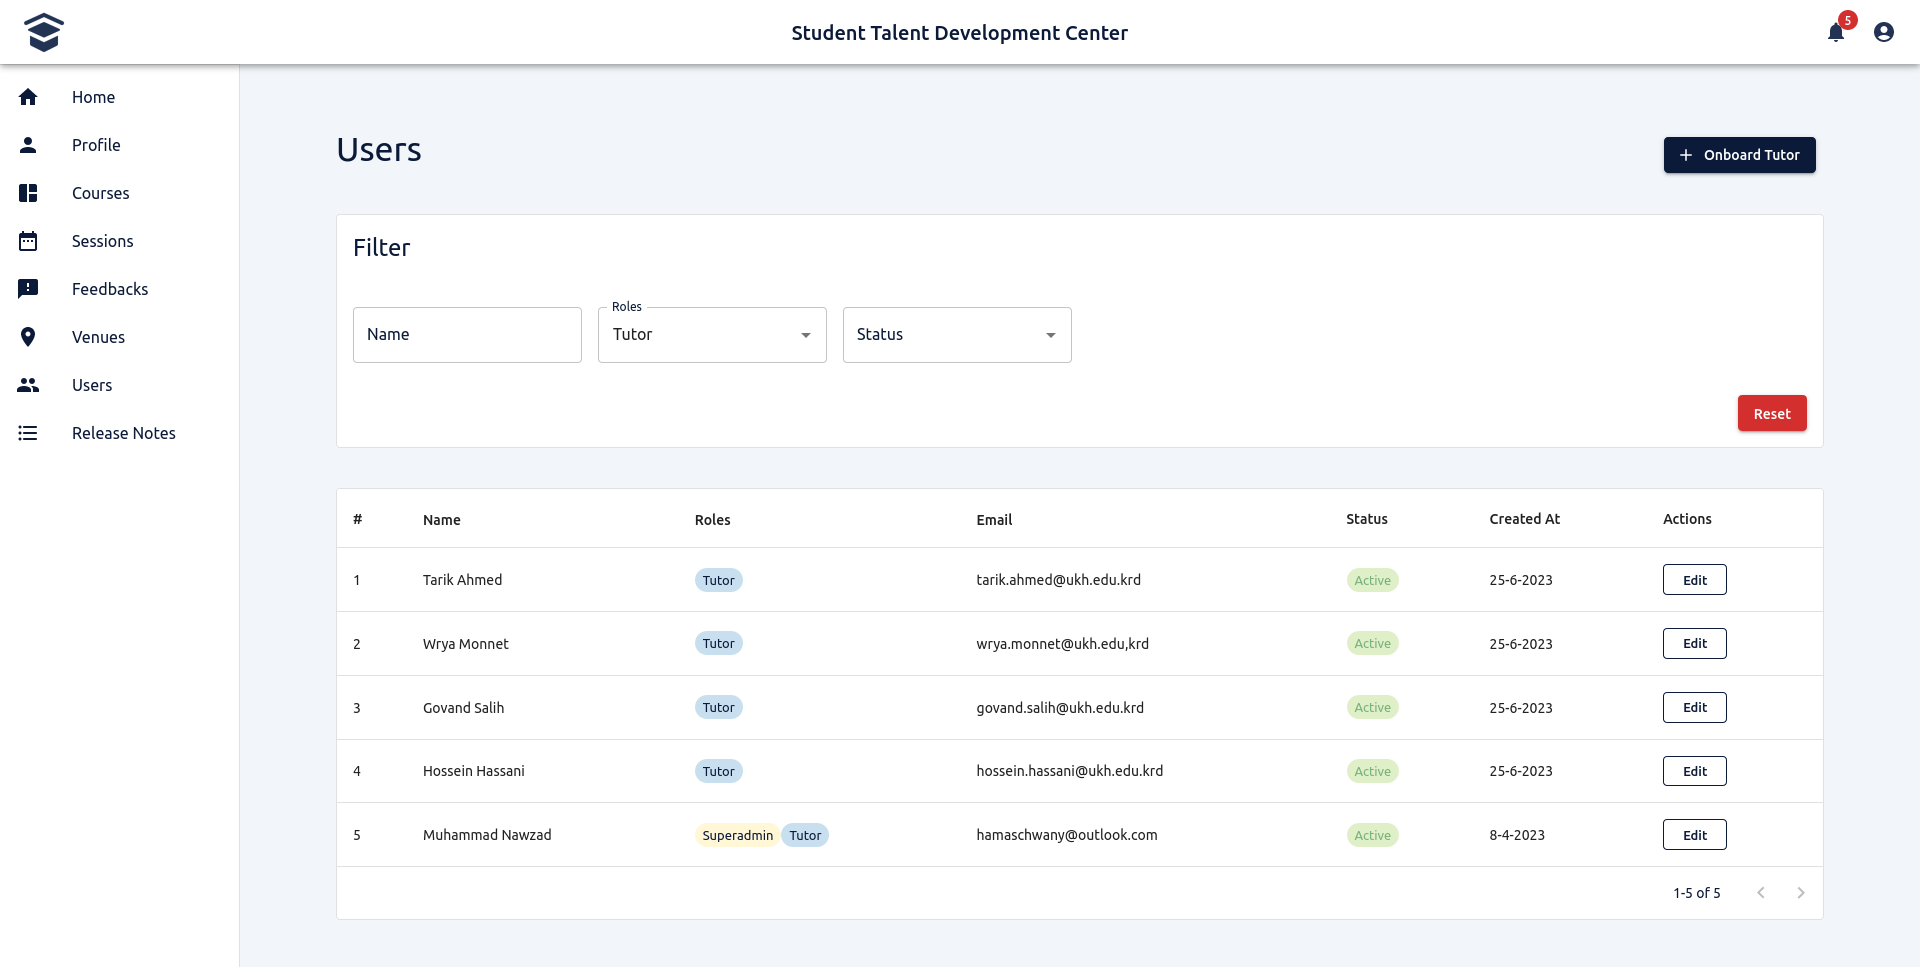 Student Talent Development Center
5
Home
Profile
Courses
Sessions
Feedbacks
Venues
Users
Release Notes
Users
Onboard Tutor
Filter
Name
Roles
Tutor
Status
Reset
# Name Roles Email Status Created At Actions
1 Tarik Ahmed Tutor tarik.ahmed@ukh.edu.krd Active 25-6-2023 Edit
2 Wrya Monnet Tutor wrya.monnet@ukh.edu,krd Active 25-6-2023 Edit
3 Govand Salih Tutor govand.salih@ukh.edu.krd Active 25-6-2023 Edit
4 Hossein Hassani Tutor hossein.hassani@ukh.edu.krd Active 25-6-2023 Edit
5 Muhammad Nawzad Superadmin Tutor hamaschwany@outlook.com Active 8-4-2023 Edit
1-5 of 5